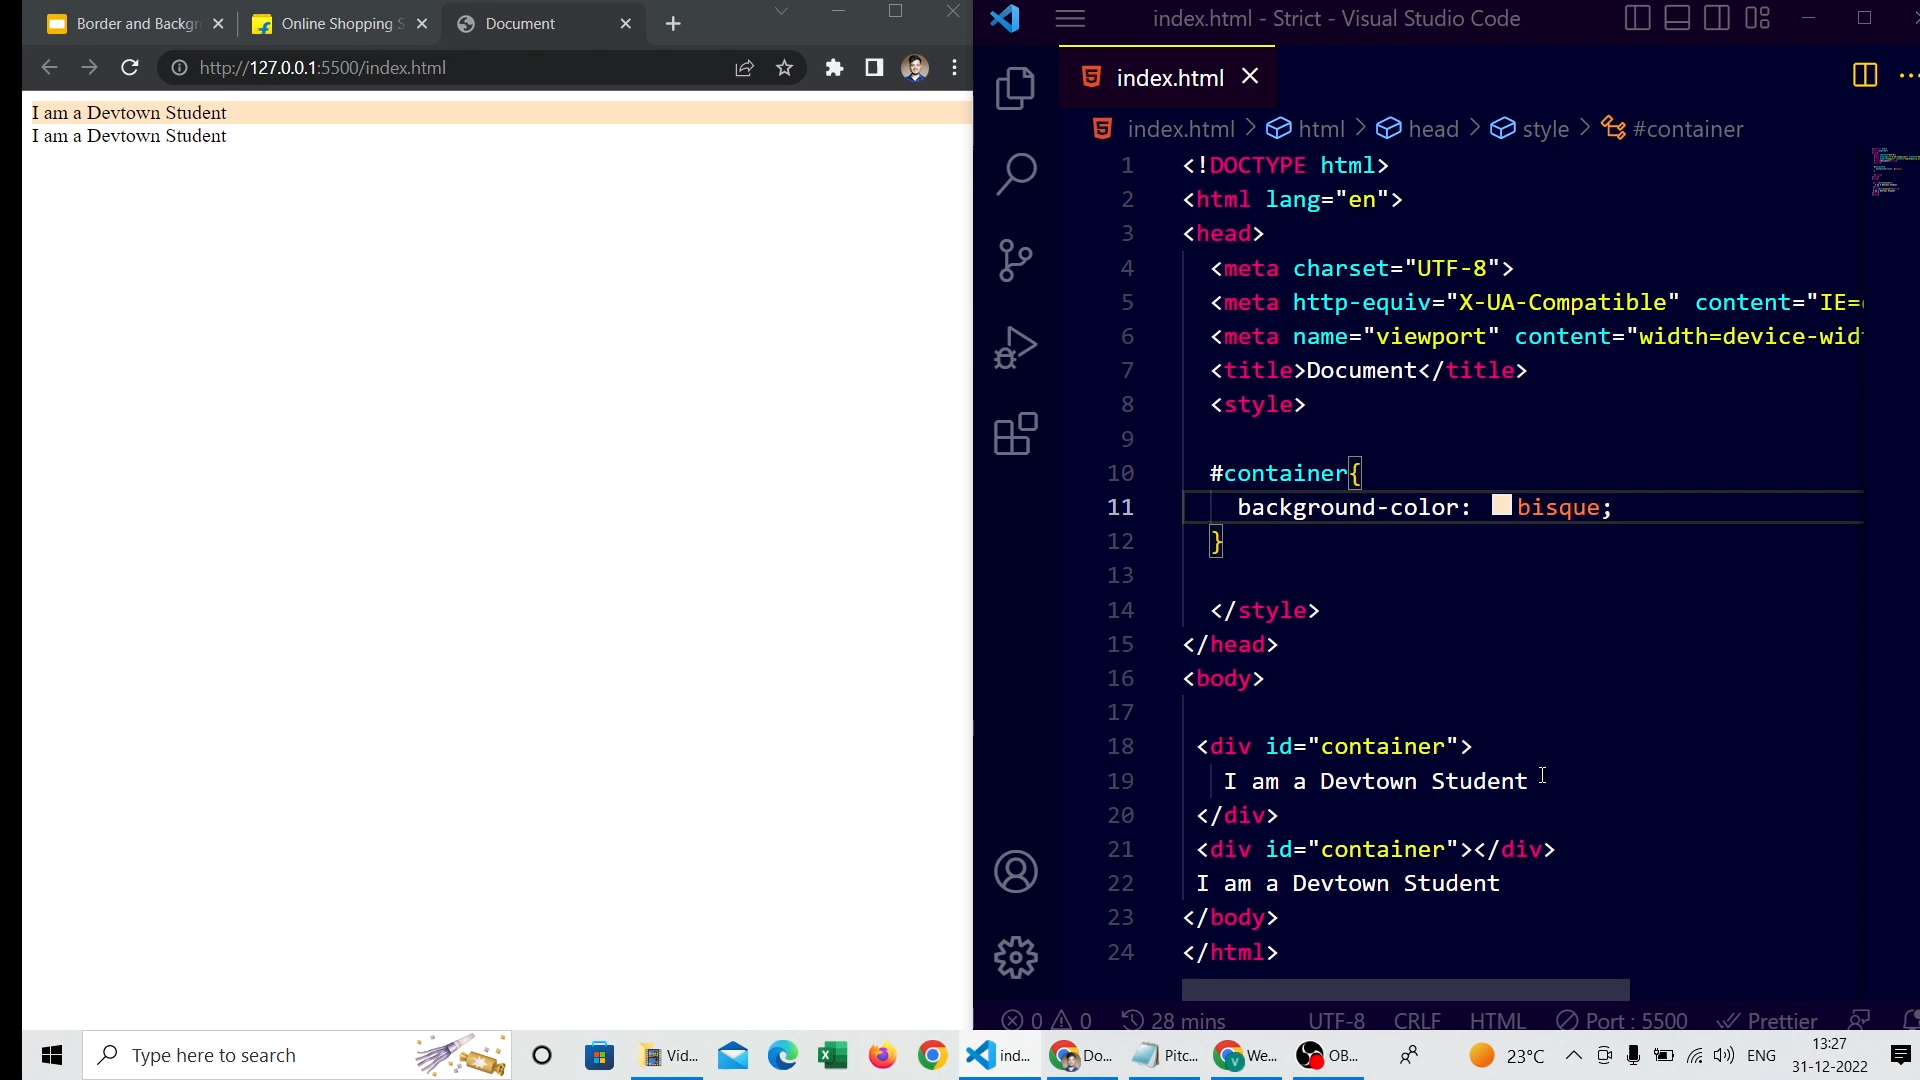 Border and Backgr
Online Shopping S
Document
http://127.0.0.1:5500/index.html
I am a Devtown Student
I am a Devtown Student
index.html - Strict - Visual Studio Code
index.html
index.html > html > head > style > #container
1 <!DOCTYPE html>
2 <html lang="en">
3 <head>
4 <meta charset="UTF-8">
5 <meta http-equiv="X-UA-Compatible" content="IE=
6 <meta name="viewport" content="width=device-wid
7 <title>Document</title>
8 <style>
9
10 #container{
11 background-color: bisque;
12 }
13
14 </style>
15 </head>
16 <body>
17
18 <div id="container">
19 I am a Devtown Student
20 </div>
21 <div id="container"></div>
22 I am a Devtown Student
23 </body>
24 </html>
0 0 28 mins UTF-8 CRLF HTML Port : 5500 Prettier
Type here to search
Vid...
ind...
Do...
Pitc...
We...
OB...
23°C
ENG
13:27
31-12-2022